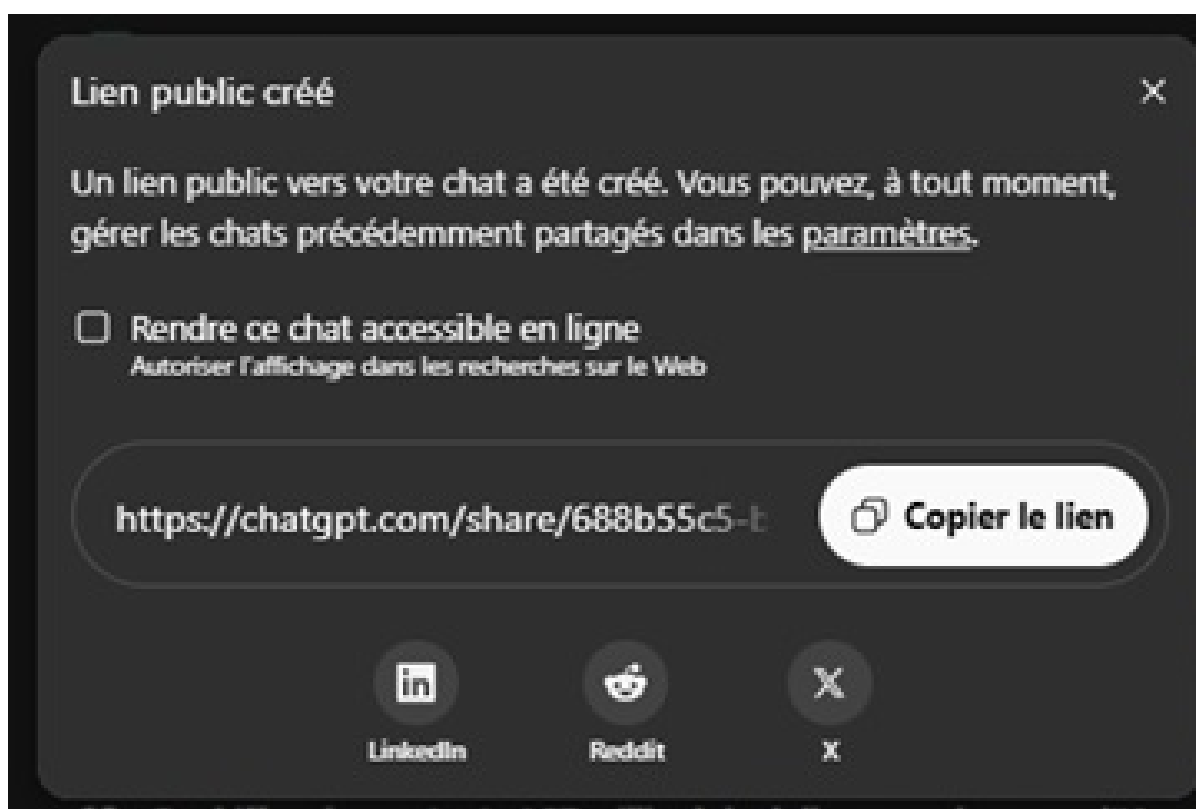 Lien public créé
Un lien public vers votre chat a été créé. Vous pouvez, à tout moment,
gérer les chats précédemment partagés dans les paramètres.
Rendre ce chat accessible en ligne
Autoriser l'affichage dans les recherches sur le Web
https://chatgpt.com/share/688b55c5-b
Copier le lien
LinkedIn
Reddit
X